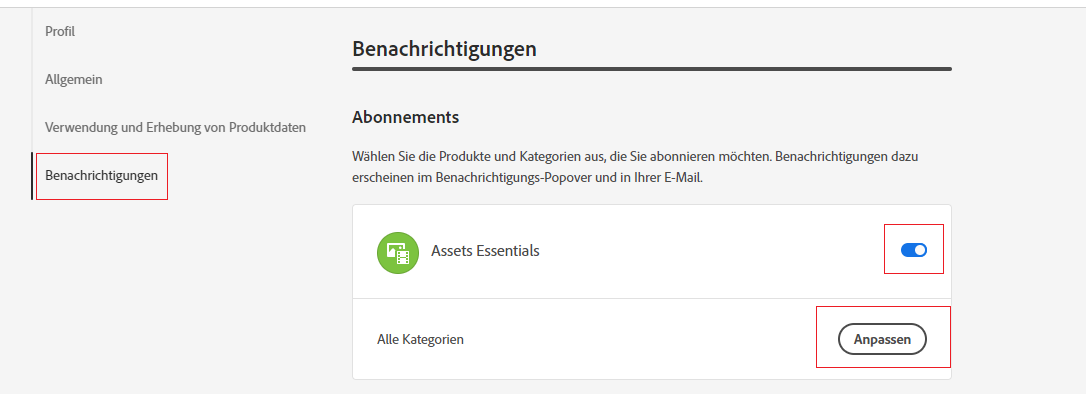 Profil
Allgemein
Verwendung und Erhebung von Produktdaten
Benachrichtigungen
Benachrichtigungen
Abonnements
Wählen Sie die Produkte und Kategorien aus, die Sie abonnieren möchten. Benachrichtigungen dazu
erscheinen im Benachrichtigungs-Popover und in Ihrer E-Mail.
Assets Essentials
Alle Kategorien
Anpassen